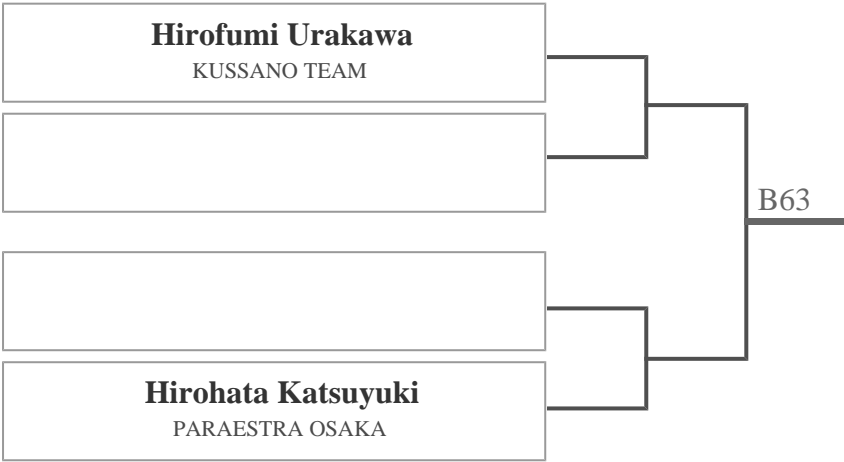 Hirofumi Urakawa
KUSSANO TEAM
B63
Hirohata Katsuyuki
PARAESTRA OSAKA